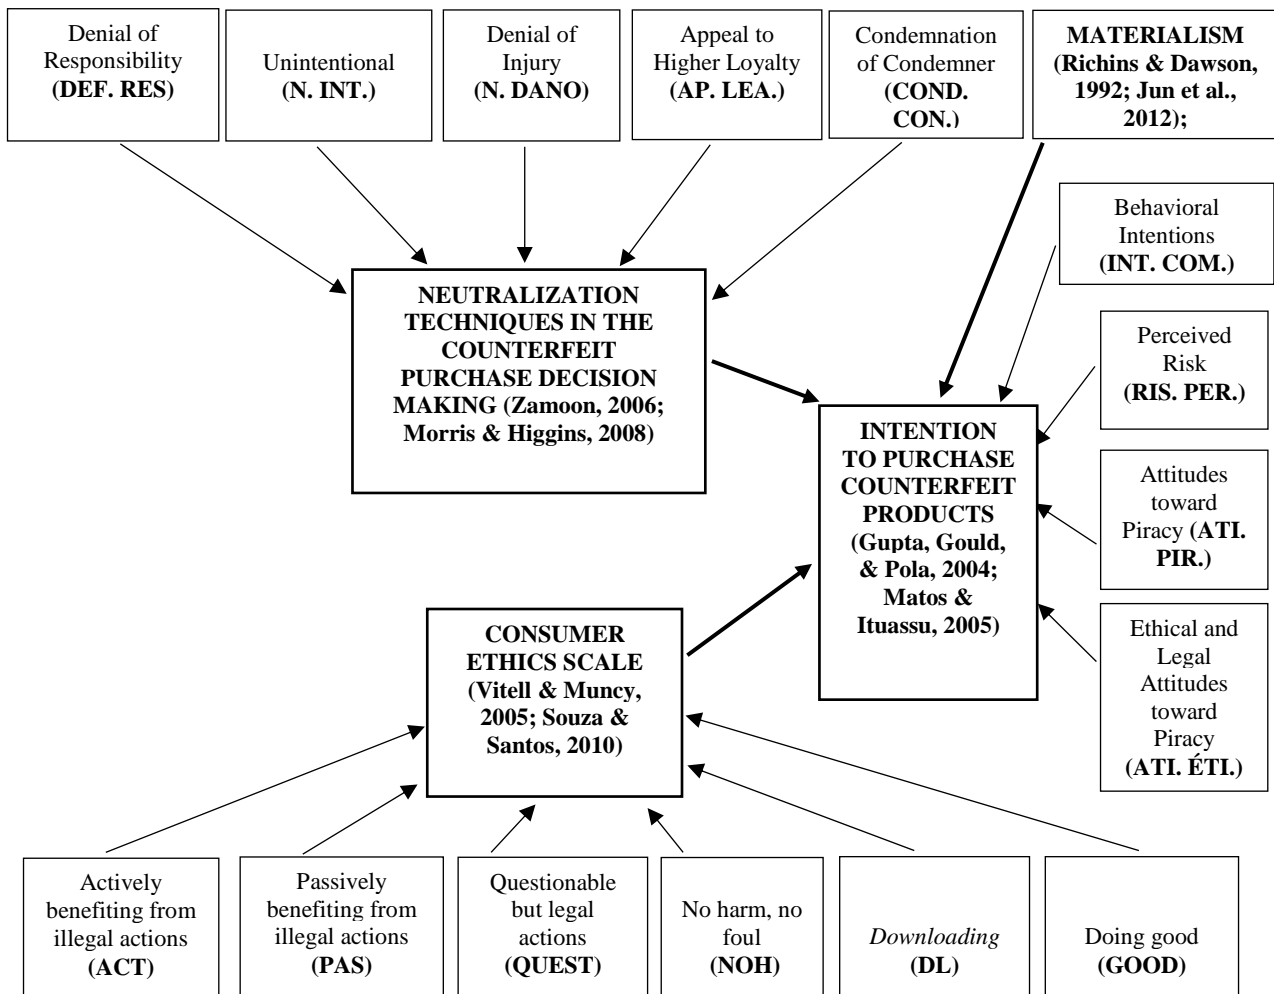 Denial of
Responsibility
(DEF. RES)
Unintentional
(N. INT.)
Denial of
Injury
(N. DANO)
Appeal to
Higher Loyalty
(AP. LEA.)
Condemnation
of Condemner
(COND.
CON.)
MATERIALISM
(Richins & Dawson,
1992; Jun et al.,
2012);
Behavioral
Intentions
(INT. COM.)
NEUTRALIZATION
TECHNIQUES IN THE
COUNTERFEIT
PURCHASE DECISION
MAKING (Zamoon, 2006;
Morris & Higgins, 2008)
Perceived
Risk
(RIS. PER.)
INTENTION
TO PURCHASE
COUNTERFEIT
PRODUCTS
(Gupta, Gould,
& Pola, 2004;
Matos &
Ituassu, 2005)
Attitudes
toward
Piracy (ATI.
PIR.)
Ethical and
Legal
Attitudes
toward
Piracy
(ATI. ÉTI.)
CONSUMER
ETHICS SCALE
(Vitell & Muncy,
2005; Souza &
Santos, 2010)
Actively
benefiting from
illegal actions
(ACT)
Passively
benefiting from
illegal actions
(PAS)
Questionable
but legal
actions
(QUEST)
No harm, no
foul
(NOH)
Downloading
(DL)
Doing good
(GOOD)